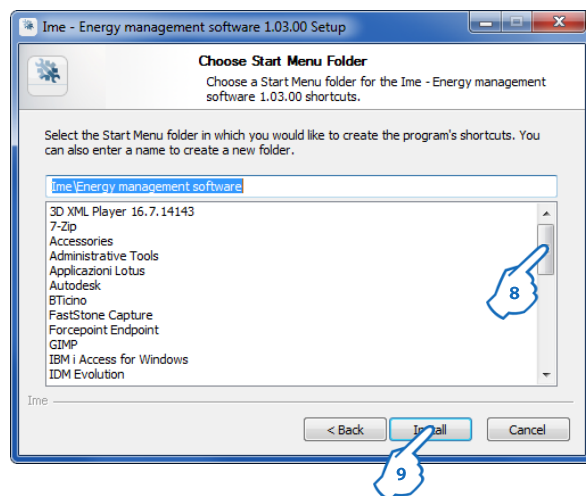 Ime - Energy management software 1.03.00 Setup
Choose Start Menu Folder
Choose a Start Menu folder for the Ime - Energy management
software 1.03.00 shortcuts.
Select the Start Menu folder in which you would like to create the program's shortcuts. You
can also enter a name to create a new folder.
Ime\Energy management software
3D XML Player 16.7.14143
7-Zip
Accessories
Administrative Tools
Applicazioni Lotus
Autodesk
BTicino
FastStone Capture
Forcepoint Endpoint
GIMP
IBM i Access for Windows
IDM Evolution
8
Ime
< Back Install Cancel
9